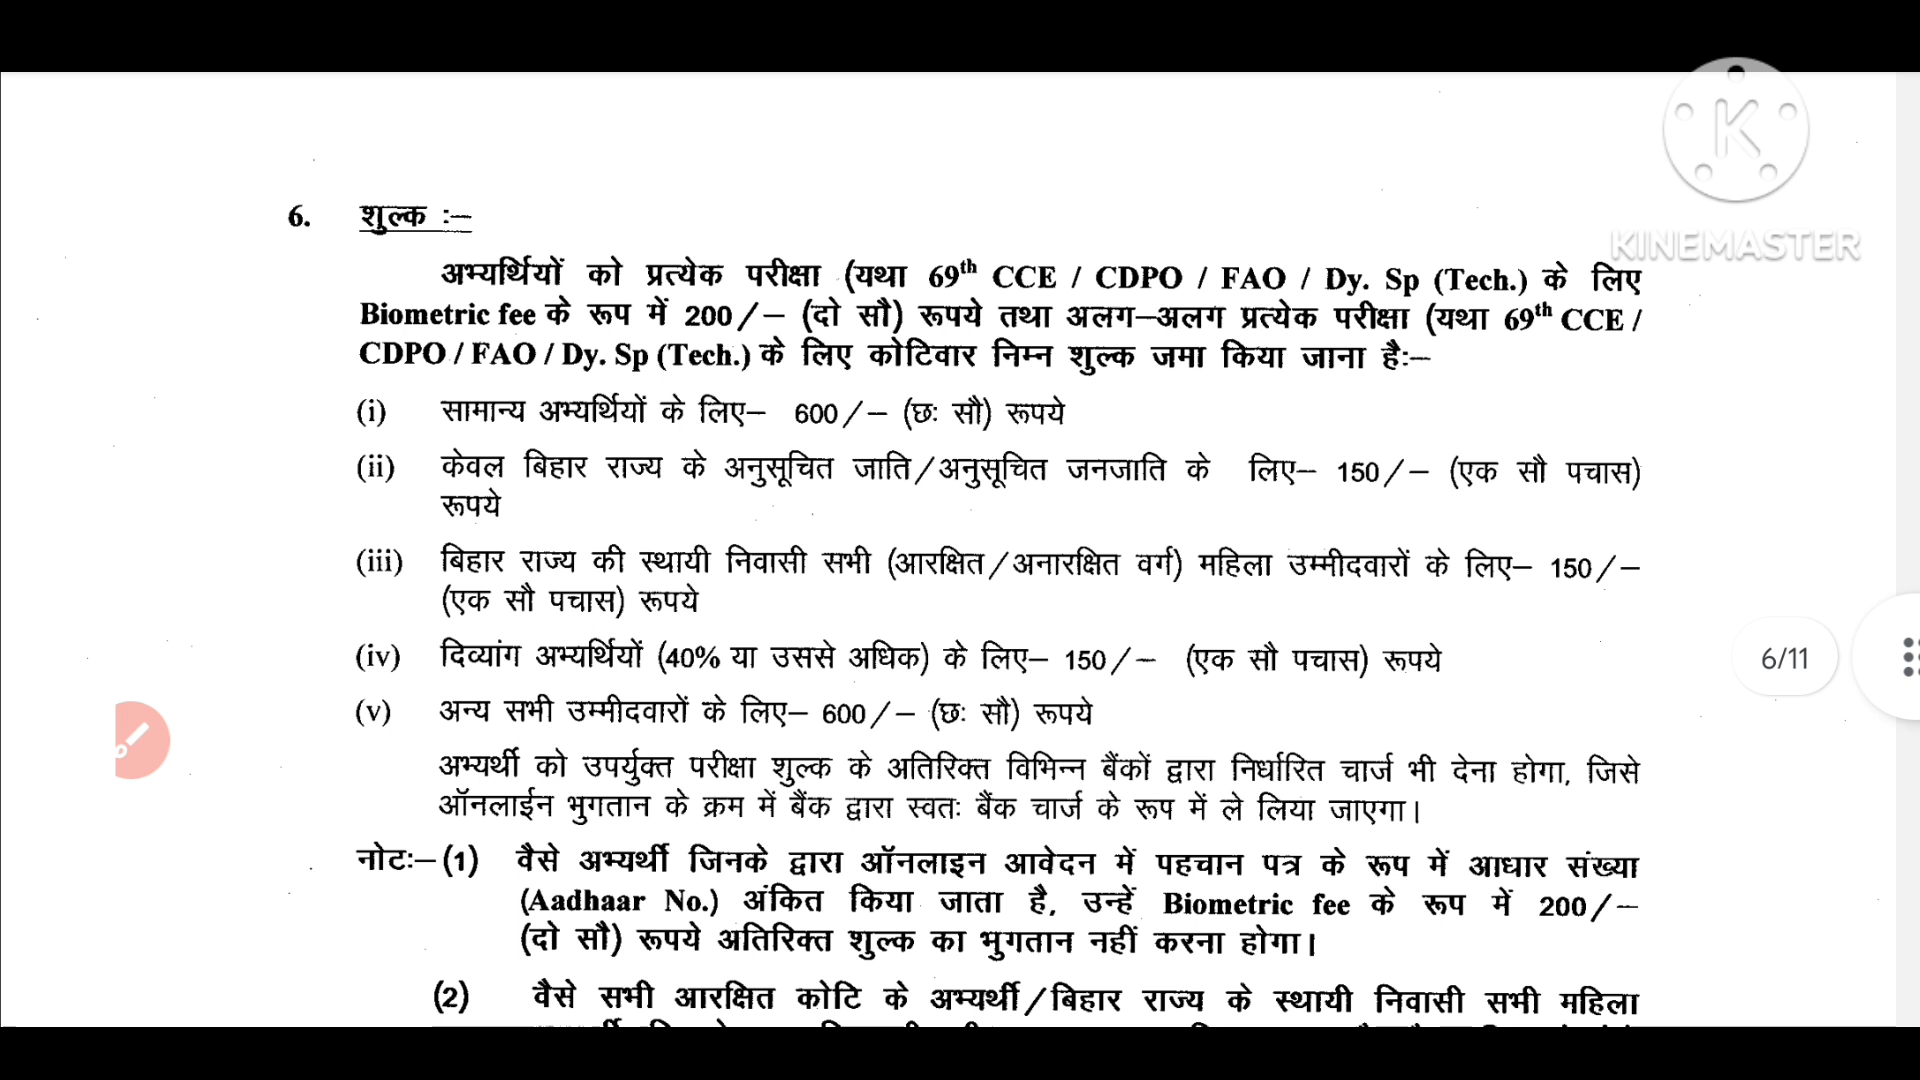 6. शुल्क :–
अभ्यर्थियों को प्रत्येक परीक्षा (यथा 69th CCE / CDPO / FAO / Dy. Sp (Tech.) के लिए
Biometric fee के रूप में 200/– (दो सौ) रूपये तथा अलग–अलग प्रत्येक परीक्षा (यथा 69th CCE /
CDPO / FAO / Dy. Sp (Tech.) के लिए कोटिवार निम्न शुल्क जमा किया जाना है:–
(i) सामान्य अभ्यर्थियों के लिए– 600/– (छः सौ) रूपये
(ii) केवल बिहार राज्य के अनुसूचित जाति/अनुसूचित जनजाति के लिए– 150/– (एक सौ पचास)
रूपये
(iii) बिहार राज्य की स्थायी निवासी सभी (आरक्षित/अनारक्षित वर्ग) महिला उम्मीदवारों के लिए– 150/–
(एक सौ पचास) रूपये
(iv) दिव्यांग अभ्यर्थियों (40% या उससे अधिक) के लिए– 150/– (एक सौ पचास) रूपये
(v) अन्य सभी उम्मीदवारों के लिए– 600/– (छः सौ) रूपये
अभ्यर्थी को उपर्युक्त परीक्षा शुल्क के अतिरिक्त विभिन्न बैंकों द्वारा निर्धारित चार्ज भी देना होगा, जिसे
ऑनलाईन भुगतान के क्रम में बैंक द्वारा स्वतः बैंक चार्ज के रूप में ले लिया जाएगा।
नोटः–(1) वैसे अभ्यर्थी जिनके द्वारा ऑनलाइन आवेदन में पहचान पत्र के रूप में आधार संख्या
(Aadhaar No.) अंकित किया जाता है, उन्हें Biometric fee के रूप में 200/–
(दो सौ) रूपये अतिरिक्त शुल्क का भुगतान नहीं करना होगा।
(2) वैसे सभी आरक्षित कोटि के अभ्यर्थी/बिहार राज्य के स्थायी निवासी सभी महिला
K
KINEMASTER
6/11